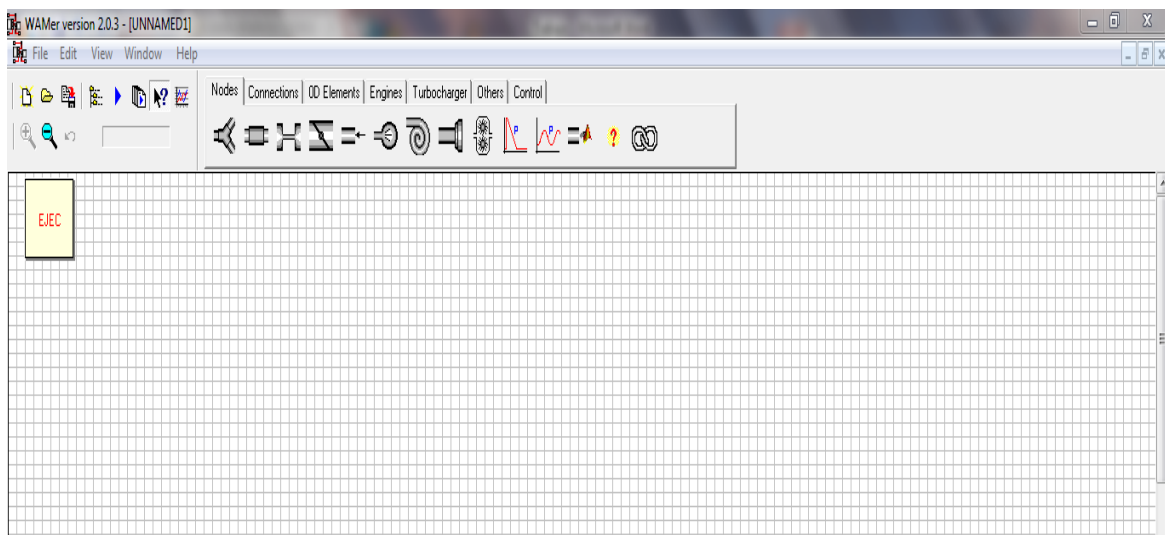 WAMer version 2.0.3 - [UNNAMED1]
File Edit View Window Help
Nodes Connections 0D Elements Engines Turbocharger Others Control
P P ?
EJEC